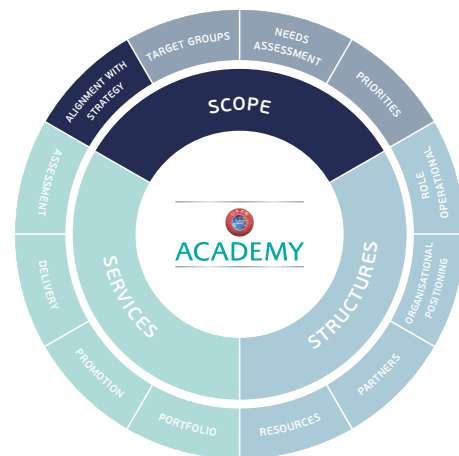 ALIGNMENT WITH
STRATEGY
TARGET GROUPS
NEEDS
ASSESSMENT
PRIORITIES
ROLE
OPERATIONAL
ORGANISATIONAL
POSITIONING
PARTNERS
RESOURCES
PORTFOLIO
PROMOTION
DELIVERY
ASSESSMENT
SCOPE
STRUCTURES
SERVICES
UEFA
ACADEMY